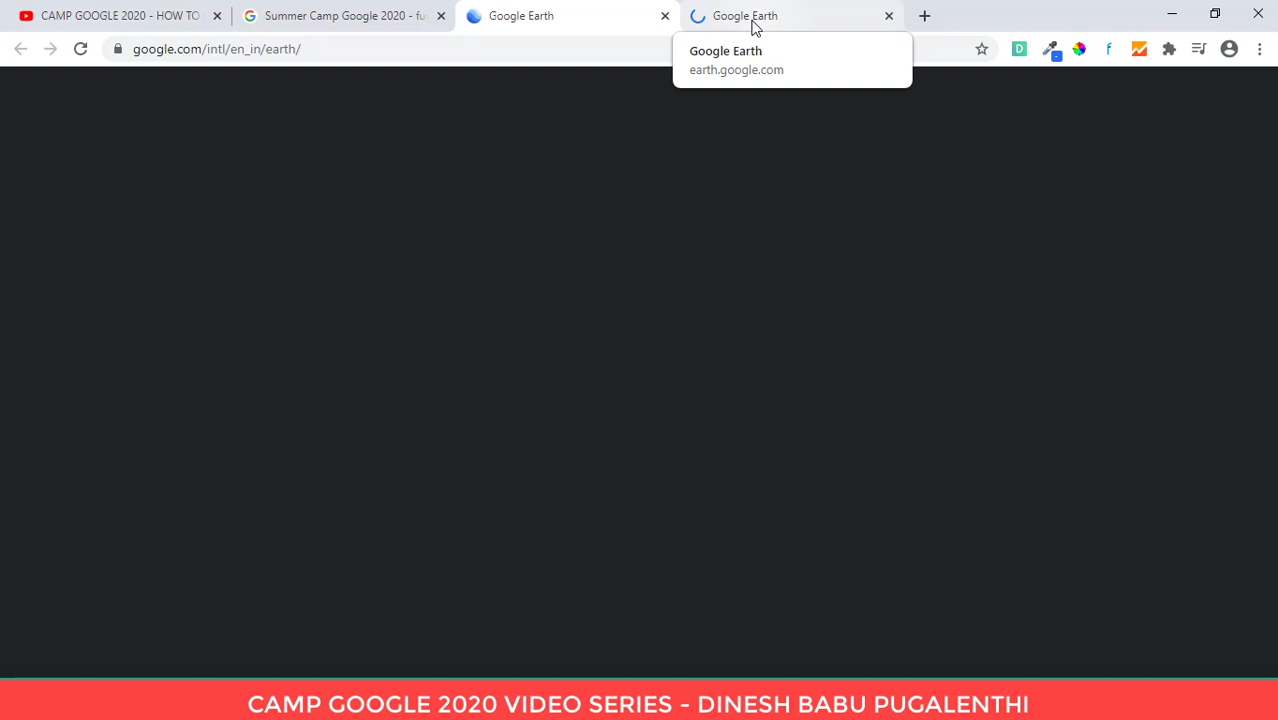 CAMP GOOGLE 2020 - HOW TO
Summer Camp Google 2020 - fu
Google Earth
Google Earth
google.com/intl/en_in/earth/
D
f
Google Earth
earth.google.com
CAMP GOOGLE 2020 VIDEO SERIES - DINESH BABU PUGALENTHI